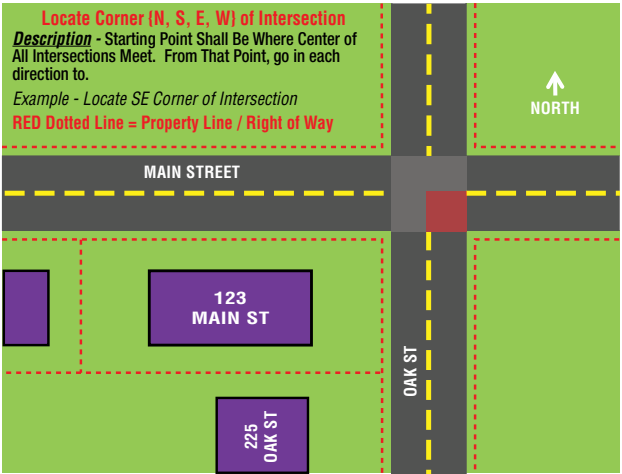 Locate Corner {N, S, E, W} of Intersection
Description - Starting Point Shall Be Where Center of
All Intersections Meet. From That Point, go in each
direction to.
Example - Locate SE Corner of Intersection
RED Dotted Line = Property Line / Right of Way
NORTH
MAIN STREET
123
MAIN ST
OAK ST
225
OAK ST